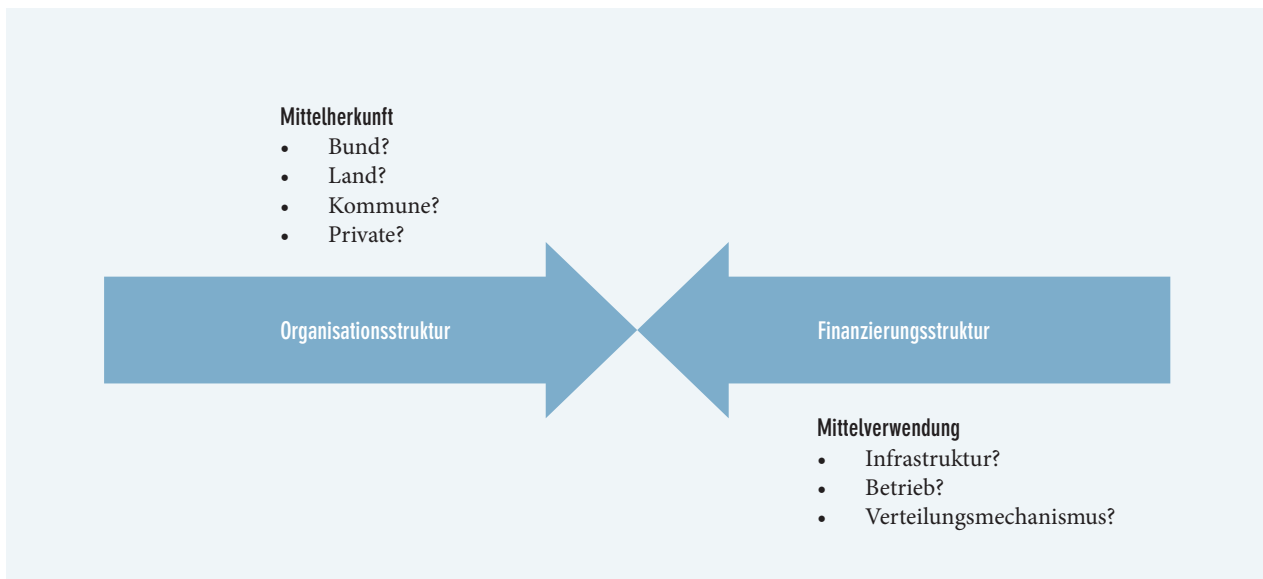 Mittelherkunft
• Bund?
• Land?
• Kommune?
• Private?
Organisationsstruktur
Finanzierungsstruktur
Mittelverwendung
• Infrastruktur?
• Betrieb?
• Verteilungsmechanismus?